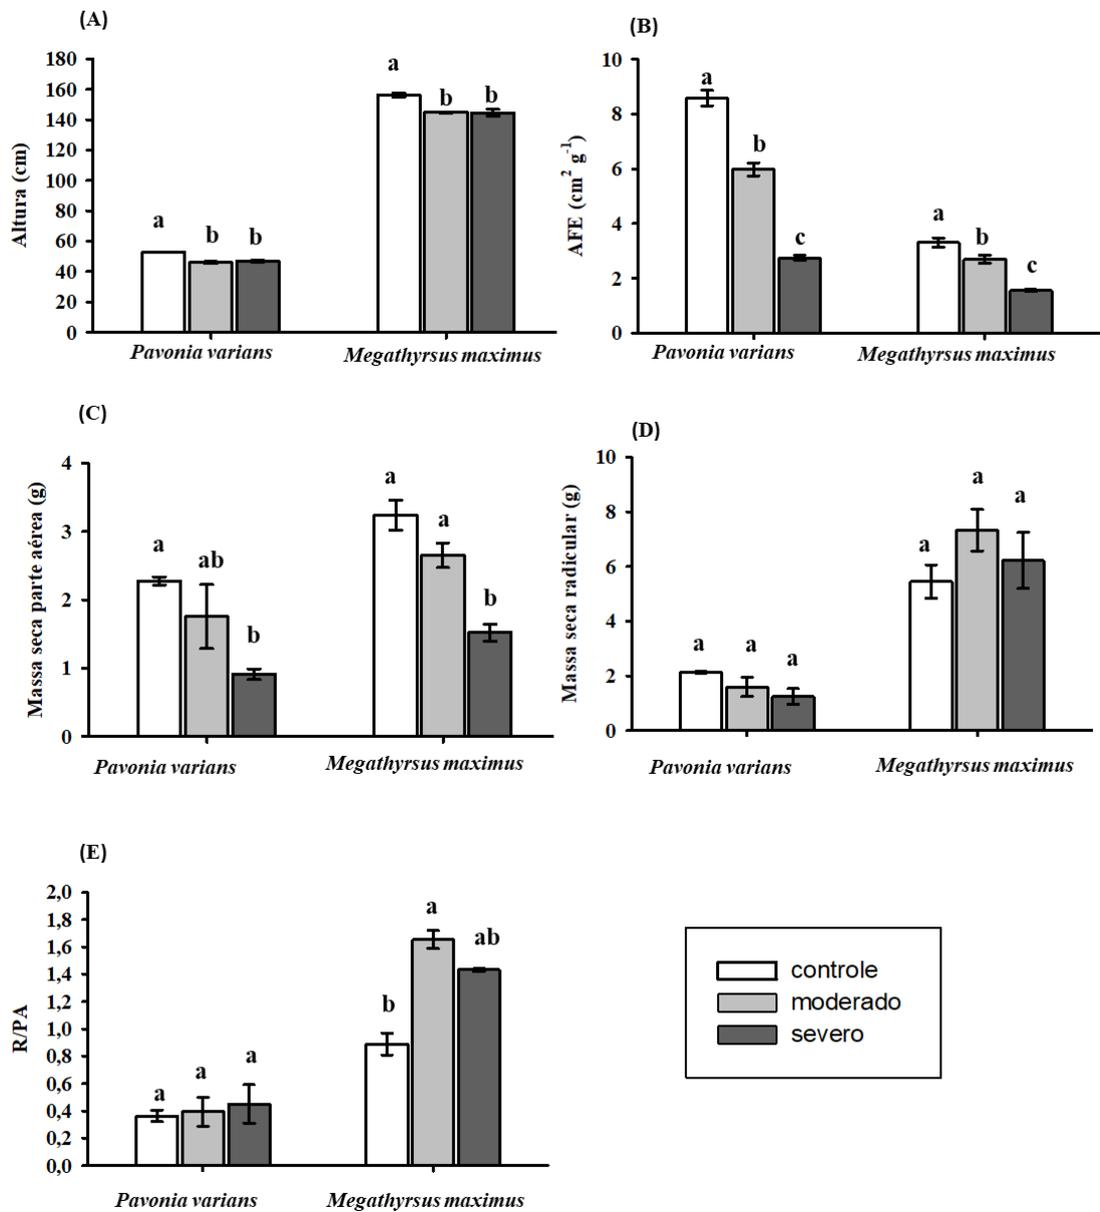 (A)
Altura (cm)
180
160
140
120
100
80
60
40
20
0
a
b
b
a
b
b
Pavonia varians
Megathyrsus maximus
(B)
AFE (cm² g⁻¹)
10
8
6
4
2
0
a
b
c
a
b
c
Pavonia varians
Megathyrsus maximus
(C)
Massa seca parte aérea (g)
4
3
2
1
0
a
ab
b
a
a
b
Pavonia varians
Megathyrsus maximus
(D)
Massa seca radicular (g)
10
8
6
4
2
0
a
a
a
a
a
a
Pavonia varians
Megathyrsus maximus
(E)
R/PA
2,0
1,8
1,6
1,4
1,2
1,0
0,8
0,6
0,4
0,2
0,0
a
a
a
b
a
ab
Pavonia varians
Megathyrsus maximus
controle
moderado
severo